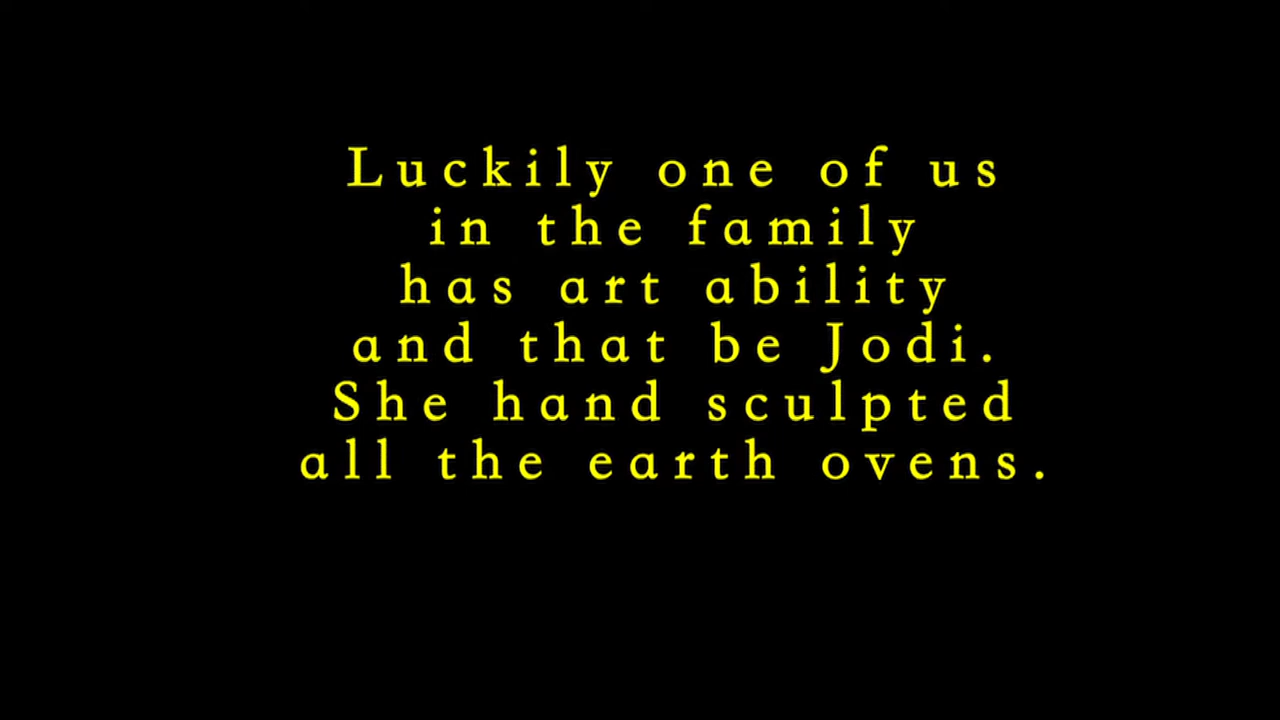 Luckily one of us
in the family
has art ability
and that be Jodi.
She hand sculpted
all the earth ovens.